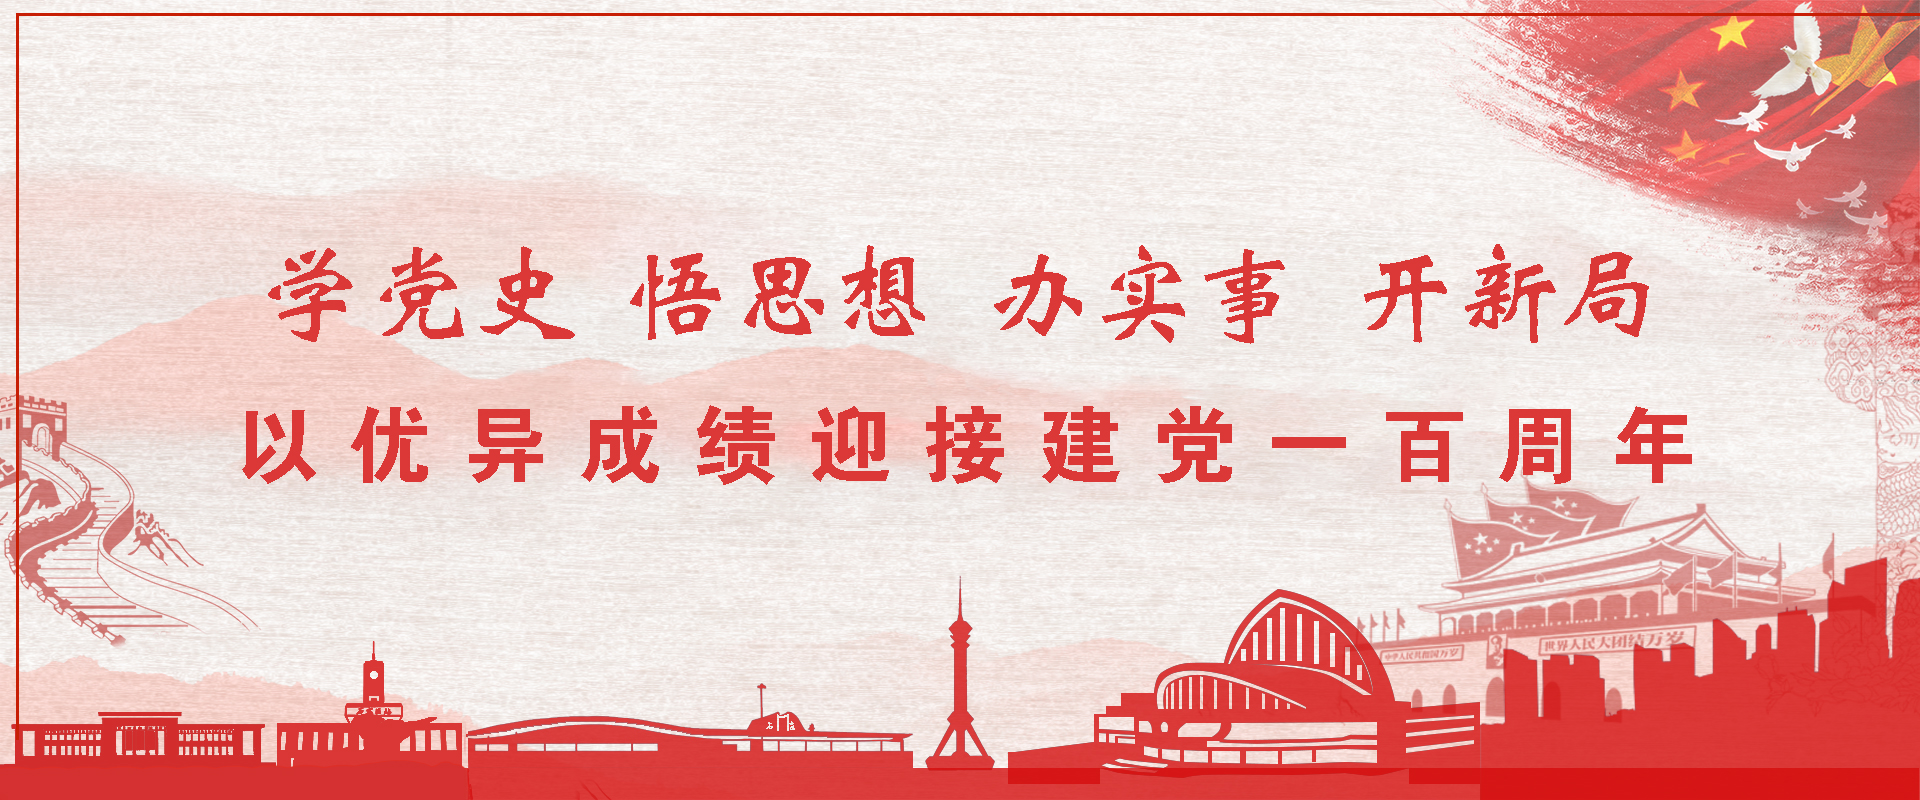 学党史 悟思想 办实事 开新局
以优异成绩迎接建党一百周年
中华人民共和国万岁
世界人民大团结万岁